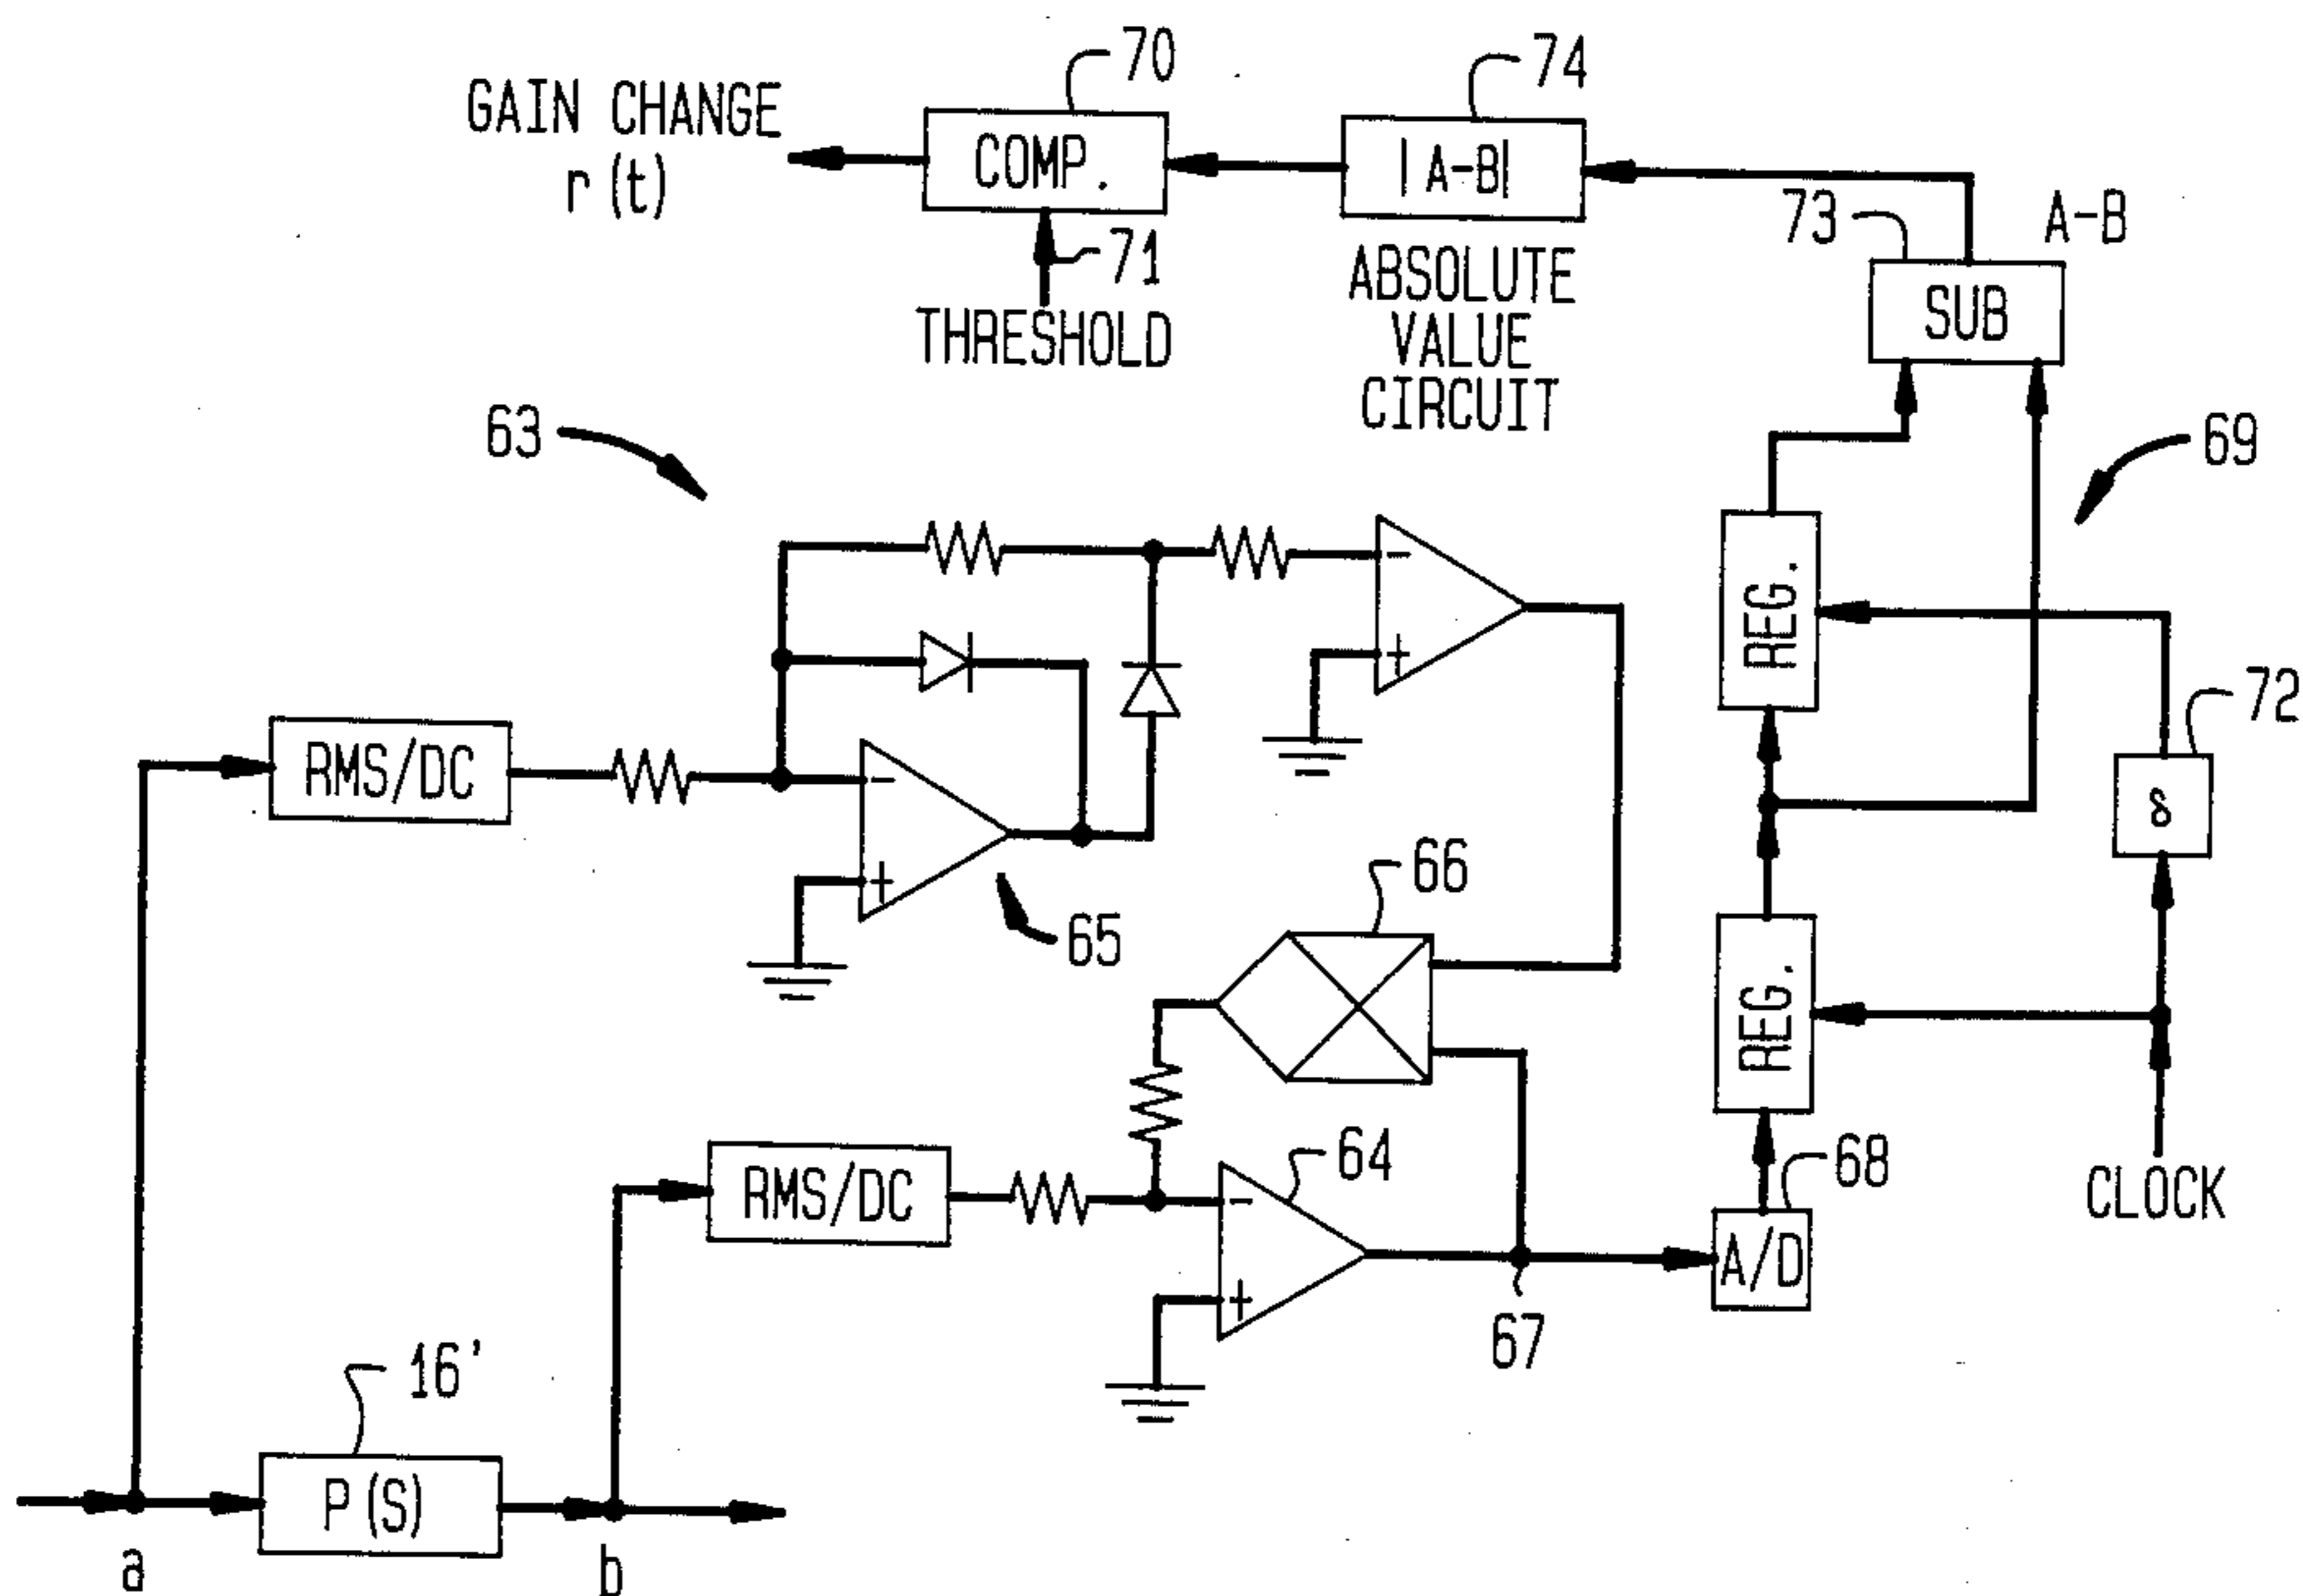 70
74
GAIN CHANGE
r(t)
COMP.
|A-B|
73
A-B
71
THRESHOLD
ABSOLUTE
VALUE
CIRCUIT
SUB
63
69
REG.
-
+
72
RMS/DC
-
+
δ
66
65
REG.
RMS/DC
64
-
+
68
CLOCK
A/D
67
16'
P(S)
a
b